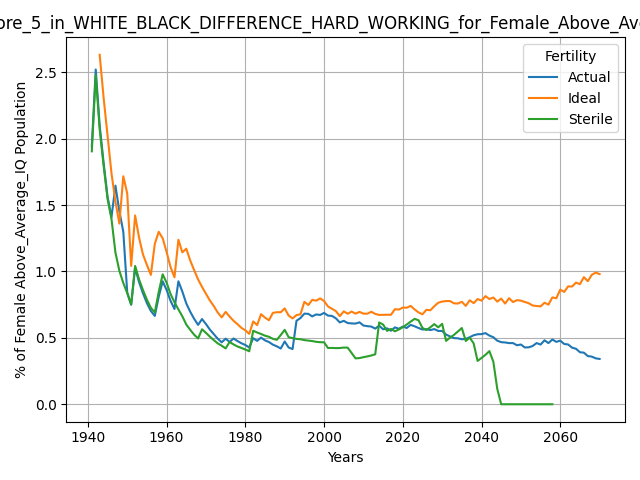 ore_5_in_WHITE_BLACK_DIFFERENCE_HARD_WORKING_for_Female_Above_Av
Fertility
Actual
Ideal
Sterile
% of Female Above_Average_IQ Population
2.5
2.0
1.5
1.0
0.5
0.0
1940
1960
1980
2000
2020
2040
2060
Years